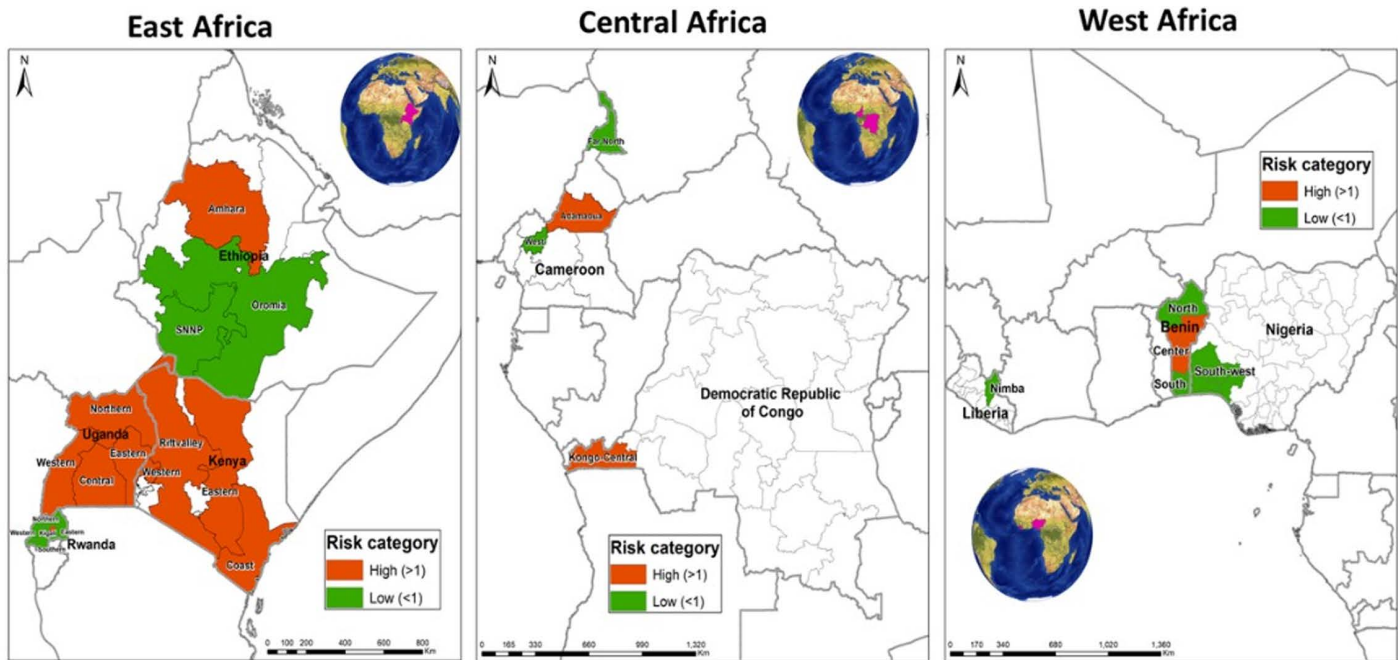 East Africa
N
Amhara
Ethiopia
Oromia
SNNP
Northern
Uganda
Riftvalley
Eastern
Kenya
Western
Western
Central
Eastern
Northern
Western
Kigali
Eastern
Southern
Rwanda
Coast
Risk category
High (>1)
Low (<1)
0 100 200 400 600 800
Km
Central Africa
N
Far North
Adamaoua
West
Cameroon
Democratic Republic
of Congo
Kongo-Central
Risk category
High (>1)
Low (<1)
0 165 330 660 990 1,320
Km
West Africa
N
Risk category
High (>1)
Low (<1)
North
Benin
Nigeria
Center
South-west
South
Nimba
Liberia
0 170 340 680 1,020 1,360
Km